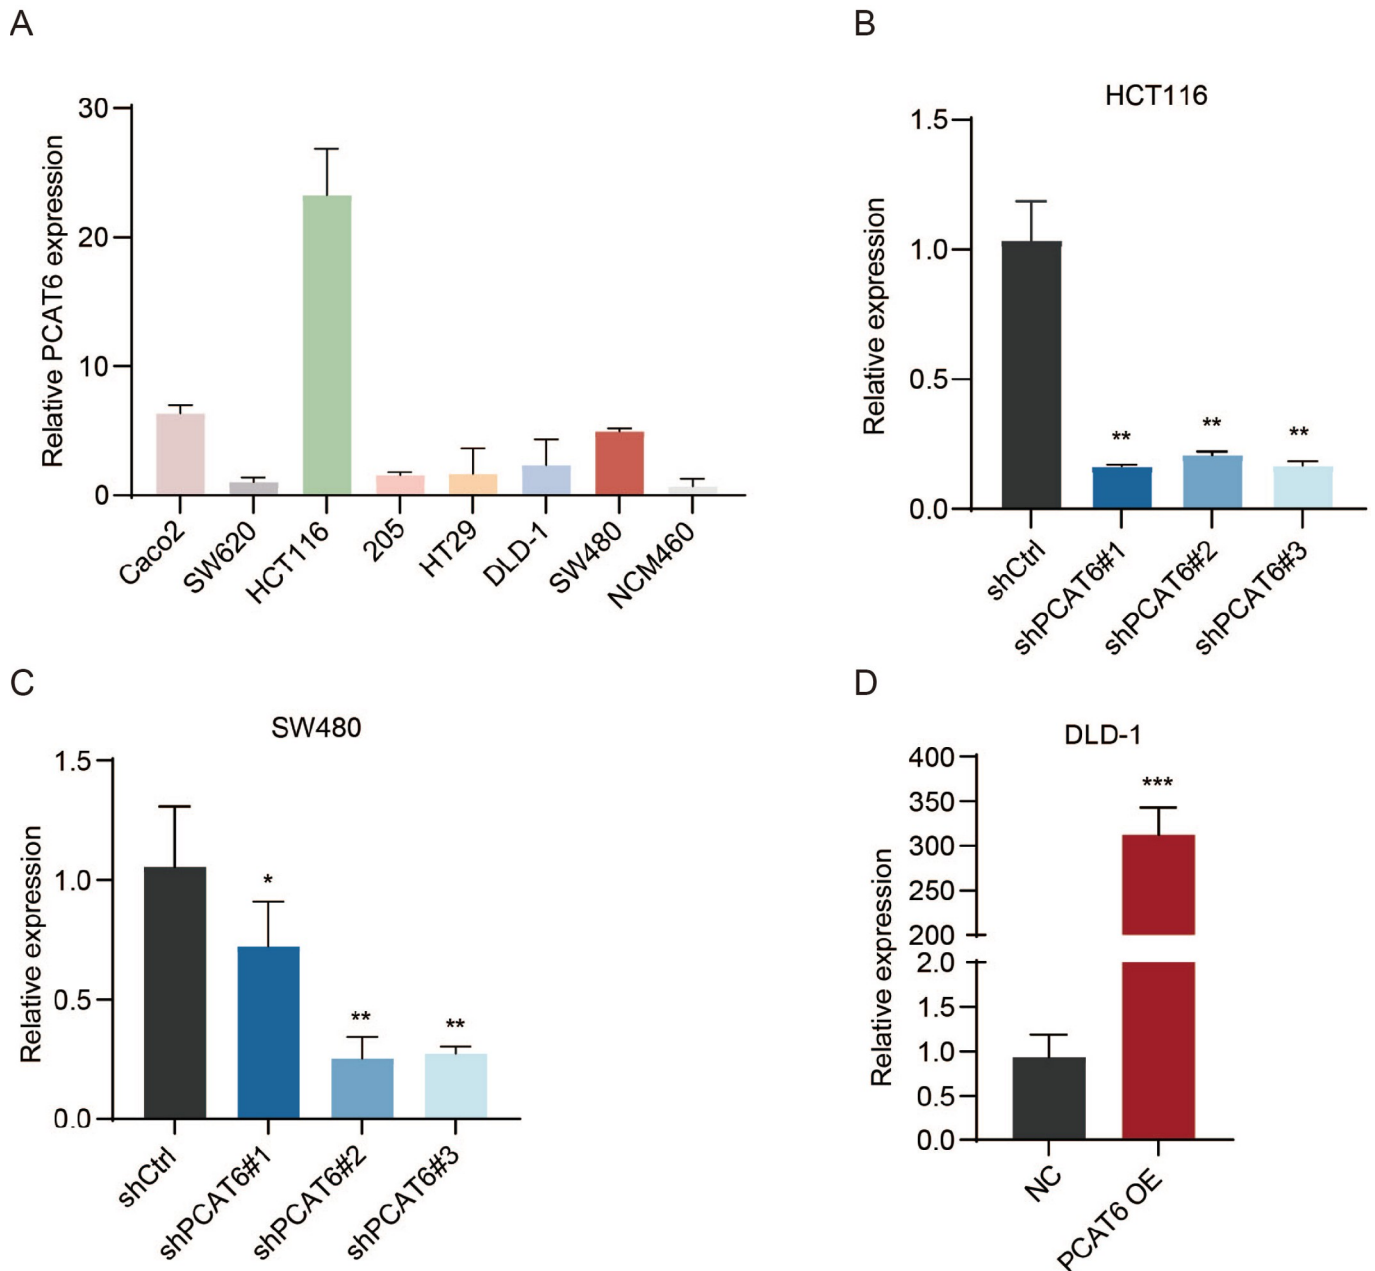 A
Relative PCAT6 expression
30
20
10
0
Caco2
SW620
HCT116
205
HT29
DLD-1
SW480
NCM460
B
HCT116
Relative expression
1.5
1.0
0.5
0.0
**
**
**
shCtrl
shPCAT6#1
shPCAT6#2
shPCAT6#3
C
SW480
Relative expression
1.5
1.0
0.5
0.0
*
**
**
shCtrl
shPCAT6#1
shPCAT6#2
shPCAT6#3
D
DLD-1
Relative expression
400
350
300
250
200
2.0
1.5
1.0
0.5
0.0
***
NC
PCAT6 OE